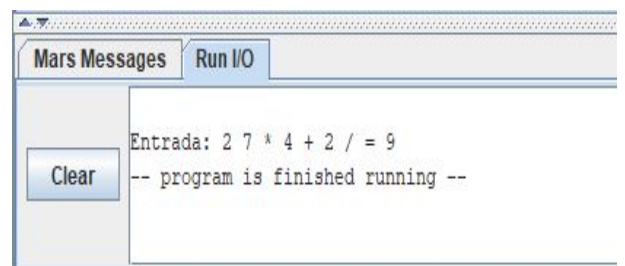 Mars Messages Run I/O
Entrada: 2 7 * 4 + 2 / = 9
Clear
-- program is finished running --